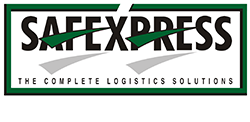 SAFEXPRESS
THE COMPLETE LOGISTICS SOLUTIONS